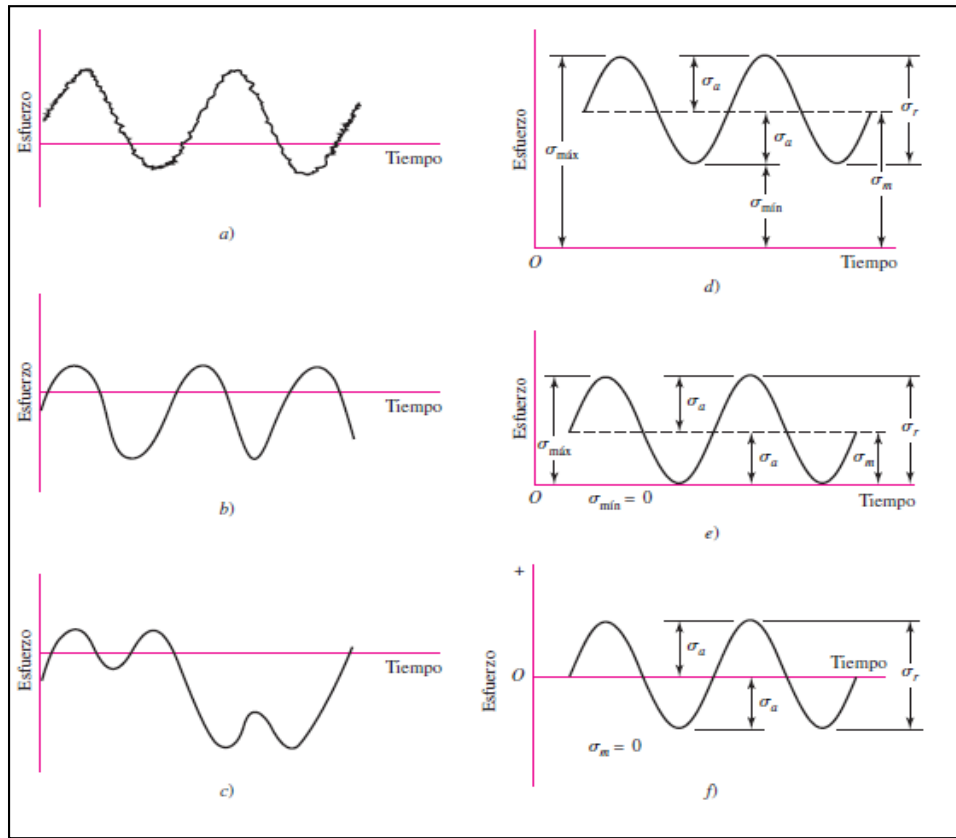 Esfuerzo
Tiempo
a)
Esfuerzo
Tiempo
b)
Esfuerzo
Tiempo
c)
Esfuerzo
σmáx
σa
σa
σmín
σr
σm
O
Tiempo
d)
Esfuerzo
σmáx
σa
σa
σm
σr
O
σmín = 0
Tiempo
e)
+
O
Esfuerzo
σa
σa
Tiempo
σr
σm = 0
f)